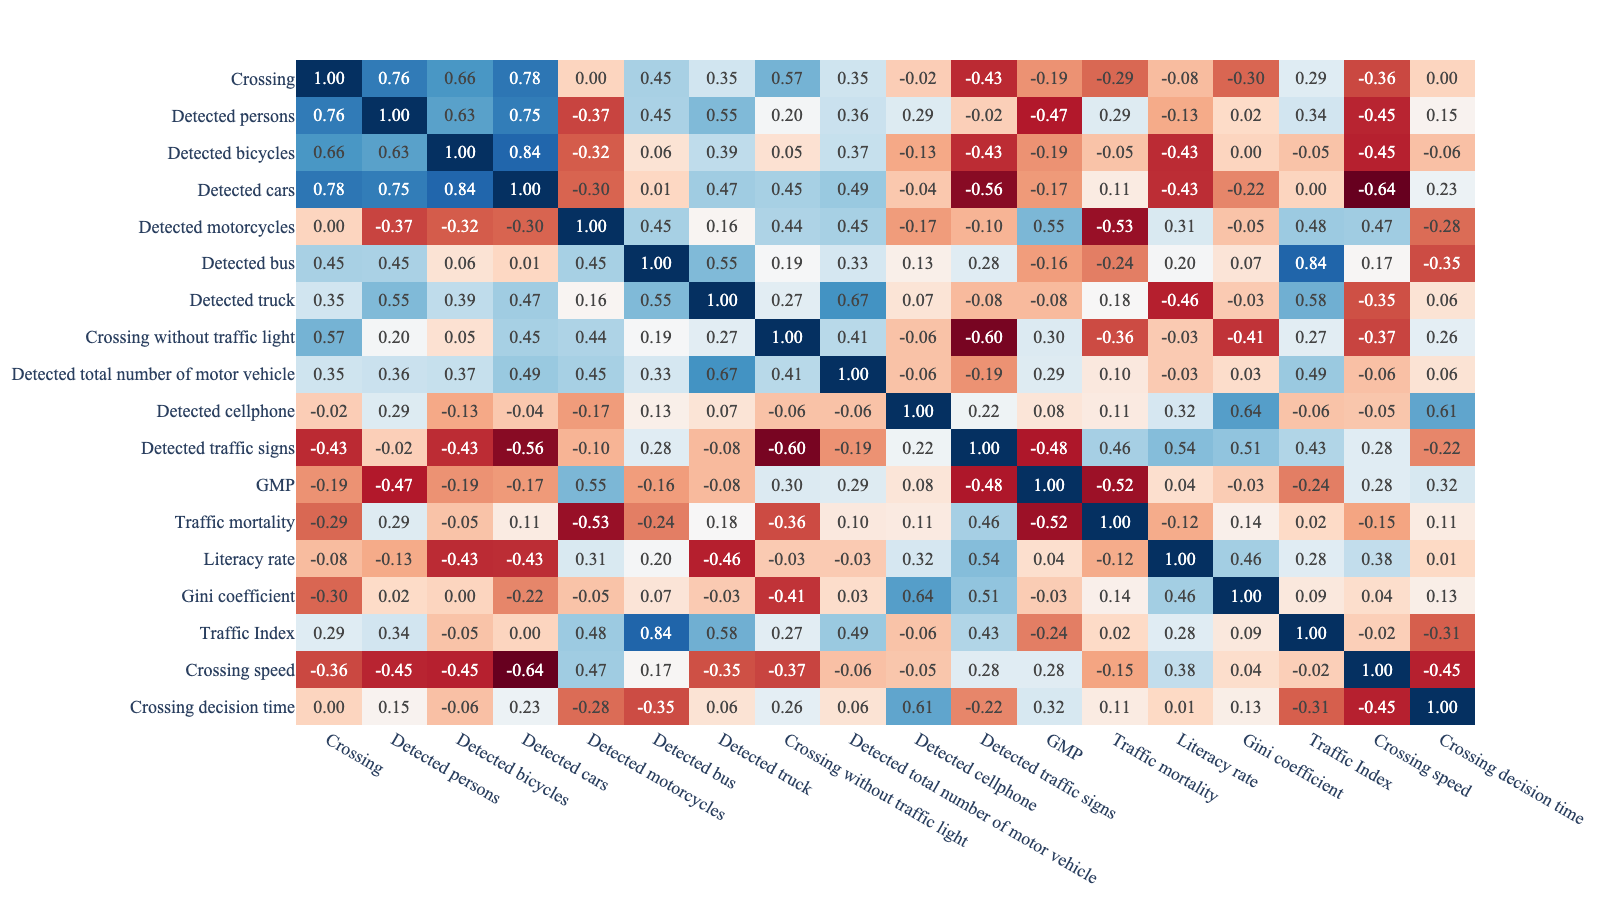 Crossing 1.00 0.76 0.66 0.78 0.00 0.45 0.35 0.57 0.35 -0.02 -0.43 -0.19 -0.29 -0.08 -0.30 0.29 -0.36 0.00
Detected persons 0.76 1.00 0.63 0.75 -0.37 0.45 0.55 0.20 0.36 0.29 -0.02 -0.47 0.29 -0.13 0.02 0.34 -0.45 0.15
Detected bicycles 0.66 0.63 1.00 0.84 -0.32 0.06 0.39 0.05 0.37 -0.13 -0.43 -0.19 -0.05 -0.43 0.00 -0.05 -0.45 -0.06
Detected cars 0.78 0.75 0.84 1.00 -0.30 0.01 0.47 0.45 0.49 -0.04 -0.56 -0.17 0.11 -0.43 -0.22 0.00 -0.64 0.23
Detected motorcycles 0.00 -0.37 -0.32 -0.30 1.00 0.45 0.16 0.44 0.45 -0.17 -0.10 0.55 -0.53 0.31 -0.05 0.48 0.47 -0.28
Detected bus 0.45 0.45 0.06 0.01 0.45 1.00 0.55 0.19 0.33 0.13 0.28 -0.16 -0.24 0.20 0.07 0.84 0.17 -0.35
Detected truck 0.35 0.55 0.39 0.47 0.16 0.55 1.00 0.27 0.67 0.07 -0.08 -0.08 0.18 -0.46 -0.03 0.58 -0.35 0.06
Crossing without traffic light 0.57 0.20 0.05 0.45 0.44 0.19 0.27 1.00 0.41 -0.06 -0.60 0.30 -0.36 -0.03 -0.41 0.27 -0.37 0.26
Detected total number of motor vehicle 0.35 0.36 0.37 0.49 0.45 0.33 0.67 0.41 1.00 -0.06 -0.19 0.29 0.10 -0.03 0.03 0.49 -0.06 0.06
Detected cellphone -0.02 0.29 -0.13 -0.04 -0.17 0.13 0.07 -0.06 -0.06 1.00 0.22 0.08 0.11 0.32 0.64 -0.06 -0.05 0.61
Detected traffic signs -0.43 -0.02 -0.43 -0.56 -0.10 0.28 -0.08 -0.60 -0.19 0.22 1.00 -0.48 0.46 0.54 0.51 0.43 0.28 -0.22
GMP -0.19 -0.47 -0.19 -0.17 0.55 -0.16 -0.08 0.30 0.29 0.08 -0.48 1.00 -0.52 0.04 -0.03 -0.24 0.28 0.32
Traffic mortality -0.29 0.29 -0.05 0.11 -0.53 -0.24 0.18 -0.36 0.10 0.11 0.46 -0.52 1.00 -0.12 0.14 0.02 -0.15 0.11
Literacy rate -0.08 -0.13 -0.43 -0.43 0.31 0.20 -0.46 -0.03 -0.03 0.32 0.54 0.04 -0.12 1.00 0.46 0.28 0.38 0.01
Gini coefficient -0.30 0.02 0.00 -0.22 -0.05 0.07 -0.03 -0.41 0.03 0.64 0.51 -0.03 0.14 0.46 1.00 0.09 0.04 0.13
Traffic Index 0.29 0.34 -0.05 0.00 0.48 0.84 0.58 0.27 0.49 -0.06 0.43 -0.24 0.02 0.28 0.09 1.00 -0.02 -0.31
Crossing speed -0.36 -0.45 -0.45 -0.64 0.47 0.17 -0.35 -0.37 -0.06 -0.05 0.28 0.28 -0.15 0.38 0.04 -0.02 1.00 -0.45
Crossing decision time 0.00 0.15 -0.06 0.23 -0.28 -0.35 0.06 0.26 0.06 0.61 -0.22 0.32 0.11 0.01 0.13 -0.31 -0.45 1.00
Crossing
Detected persons
Detected bicycles
Detected cars
Detected motorcycles
Detected bus
Detected truck
Crossing without traffic light
Detected total number of motor vehicle
Detected cellphone
Detected traffic signs
GMP
Traffic mortality
Literacy rate
Gini coefficient
Traffic Index
Crossing speed
Crossing decision time